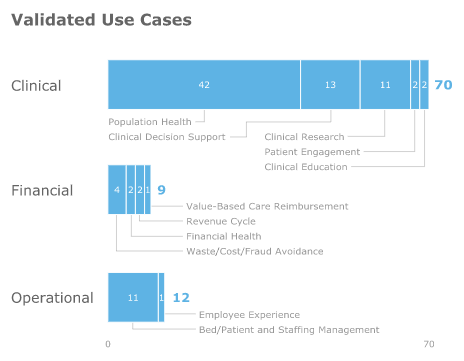 Validated Use Cases
Clinical 42 13 11 2 2 70
Population Health
Clinical Decision Support Clinical Research
Patient Engagement
Clinical Education
Financial 4 2 2 1 9
Value-Based Care Reimbursement
Revenue Cycle
Financial Health
Waste/Cost/Fraud Avoidance
Operational 11 1 12
Employee Experience
Bed/Patient and Staffing Management
0 70